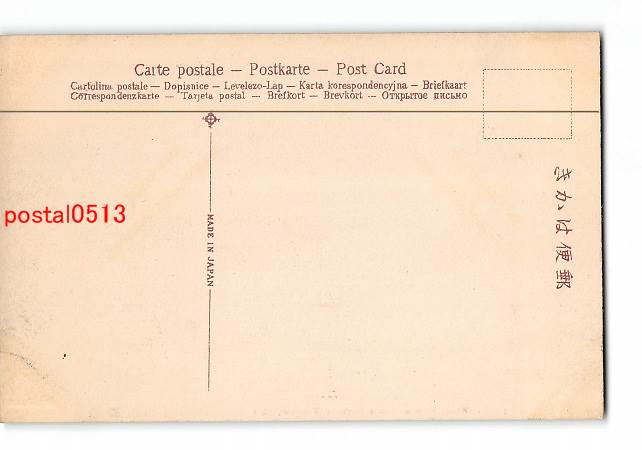 Carte postale – Postkarte – Post Card
Cartolina postale – Dopisnice – Levelezo-Lap – Karta korespondencyjna – Briefkaart
Correspondenzkarte – Tarjeta postal – Brefkort – Brevkort – Открытое письмо
きかは便郵
postal0513
MADE IN JAPAN